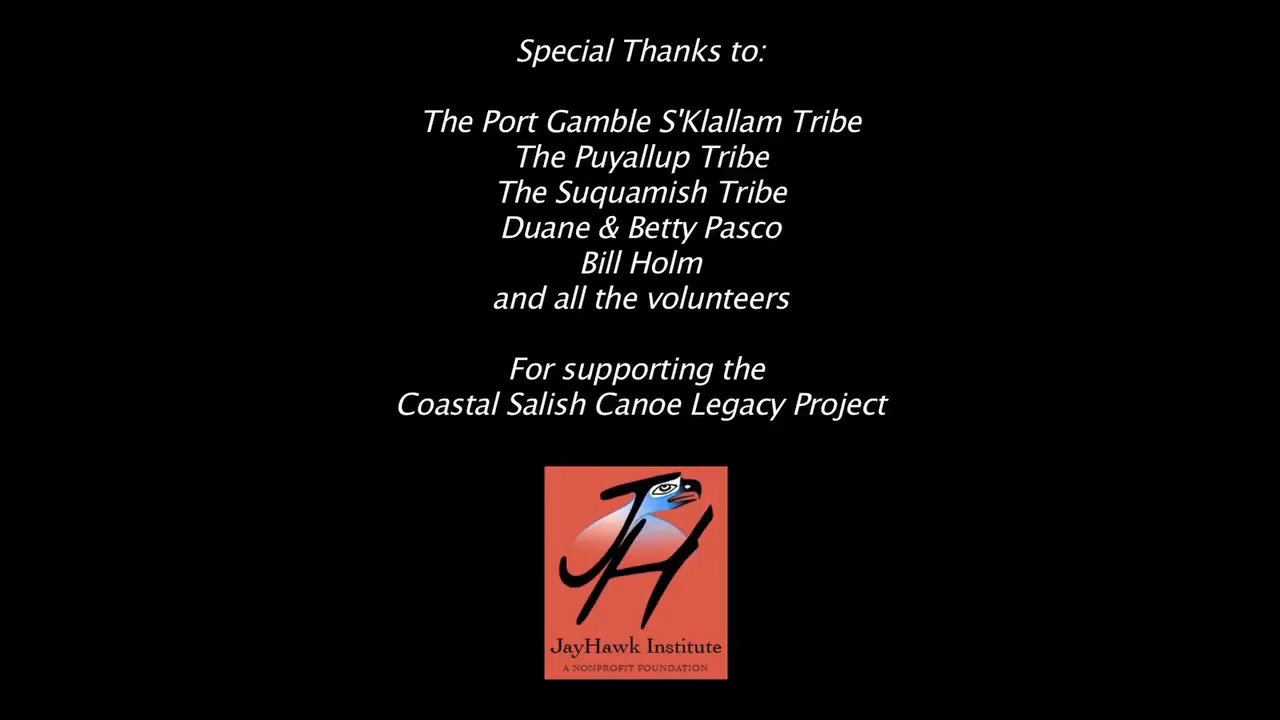 Special Thanks to:
The Port Gamble S'Klallam Tribe
The Puyallup Tribe
The Suquamish Tribe
Duane & Betty Pasco
Bill Holm
and all the volunteers
For supporting the
Coastal Salish Canoe Legacy Project
JH
JayHawk Institute
A NONPROFIT FOUNDATION